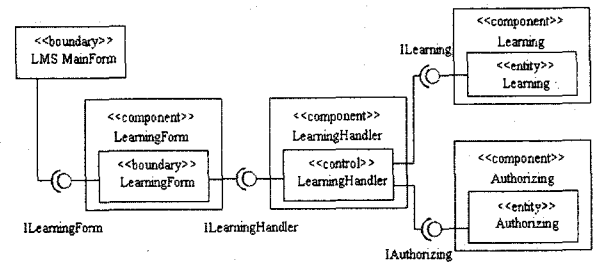 <<boundary>>
LMS MainForm
<<component>>
LearningForm
<<boundary>>
LearningForm
ILearningForm
<<component>>
LearningHandler
<<control>>
LearningHandler
ILearningHandler
ILearning
<<component>>
Learning
<<entity>>
Learning
<<component>>
Authorizing
<<entity>>
Authorizing
IAuthorizing